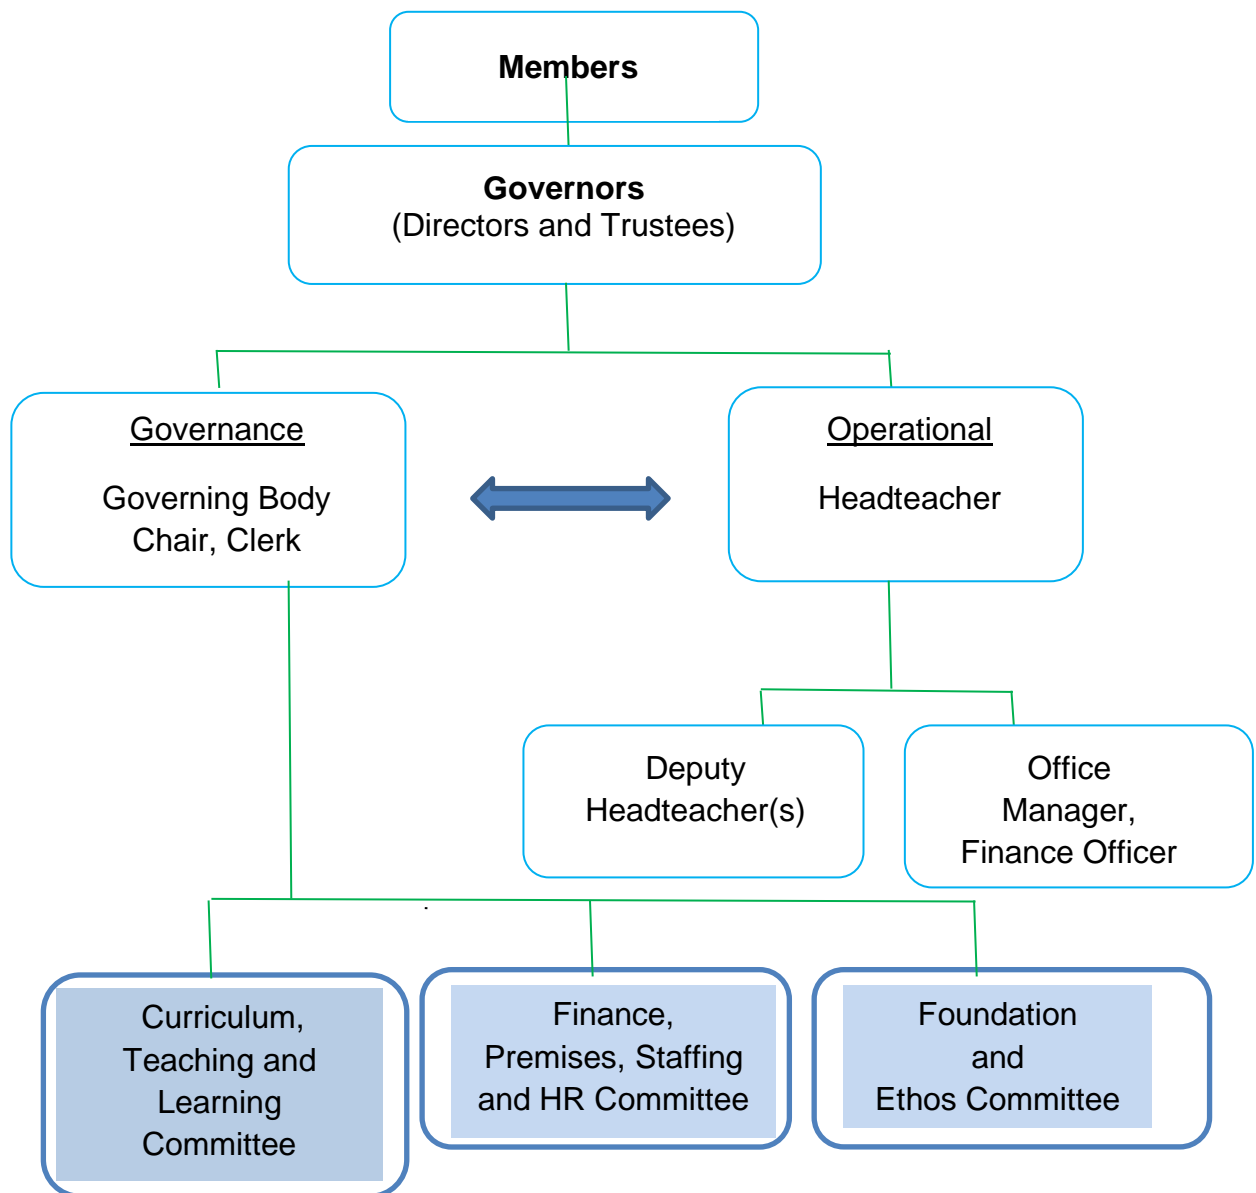 Members
Governors
(Directors and Trustees)
Governance
Governing Body
Chair, Clerk
Operational
Headteacher
Deputy
Headteacher(s)
Office
Manager,
Finance Officer
.
Curriculum,
Teaching and
Learning
Committee
Finance,
Premises, Staffing
and HR Committee
Foundation
and
Ethos Committee